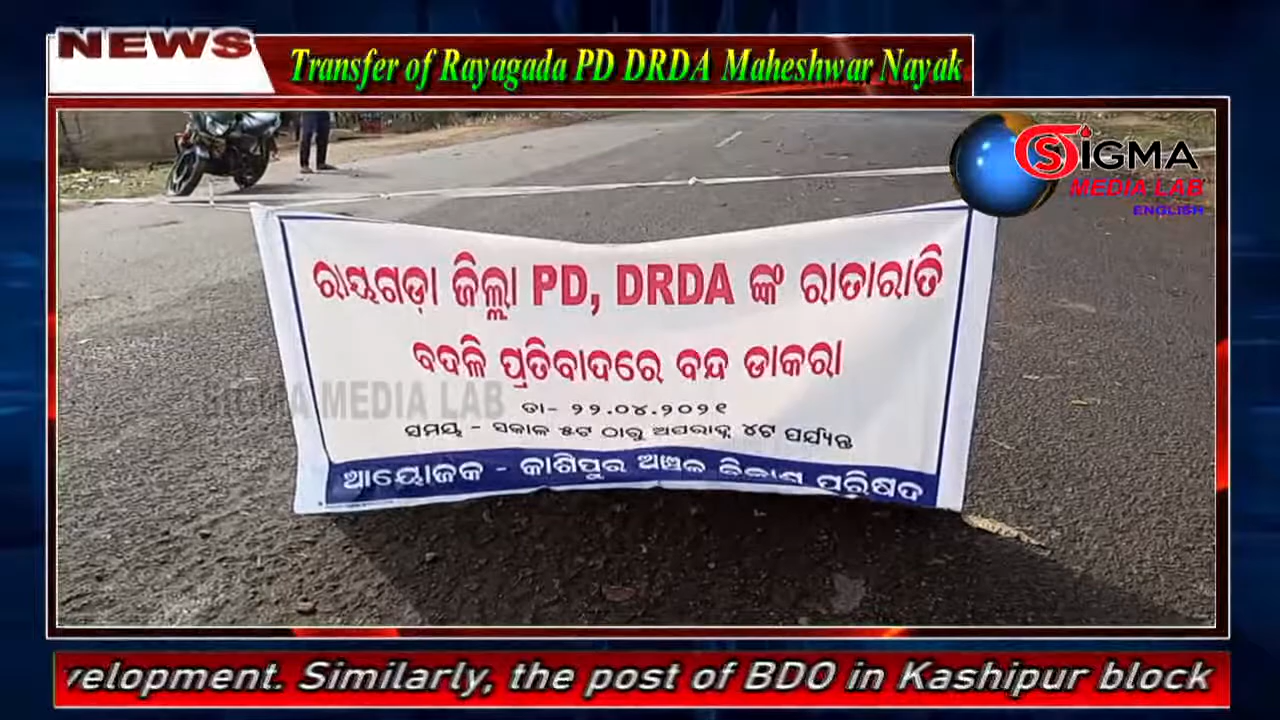 NEWS
Transfer of Rayagada PD DRDA Maheshwar Nayak
SIGMA
MEDIA LAB
ENGLISH
ରାୟଗଡ଼ା ଜିଲ୍ଲା PD, DRDA ଙ୍କ ରାତାରାତି
ବଦଳି ପ୍ରତିବାଦରେ ବନ୍ଦ ଡାକରା
SIGMA MEDIA LAB
ତା- ୨୨.୦୪.୨୦୨୧
ସମୟ - ସକାଳ ୫ଟା ଠାରୁ ଅପରାହ୍ନ ୪ଟା ପର୍ଯ୍ୟନ୍ତ
ଆୟୋଜକ - କାଶିପୁର ଅଞ୍ଚଳ ବିକାଶ ପରିଷଦ
velopment. Similarly, the post of BDO in Kashipur block